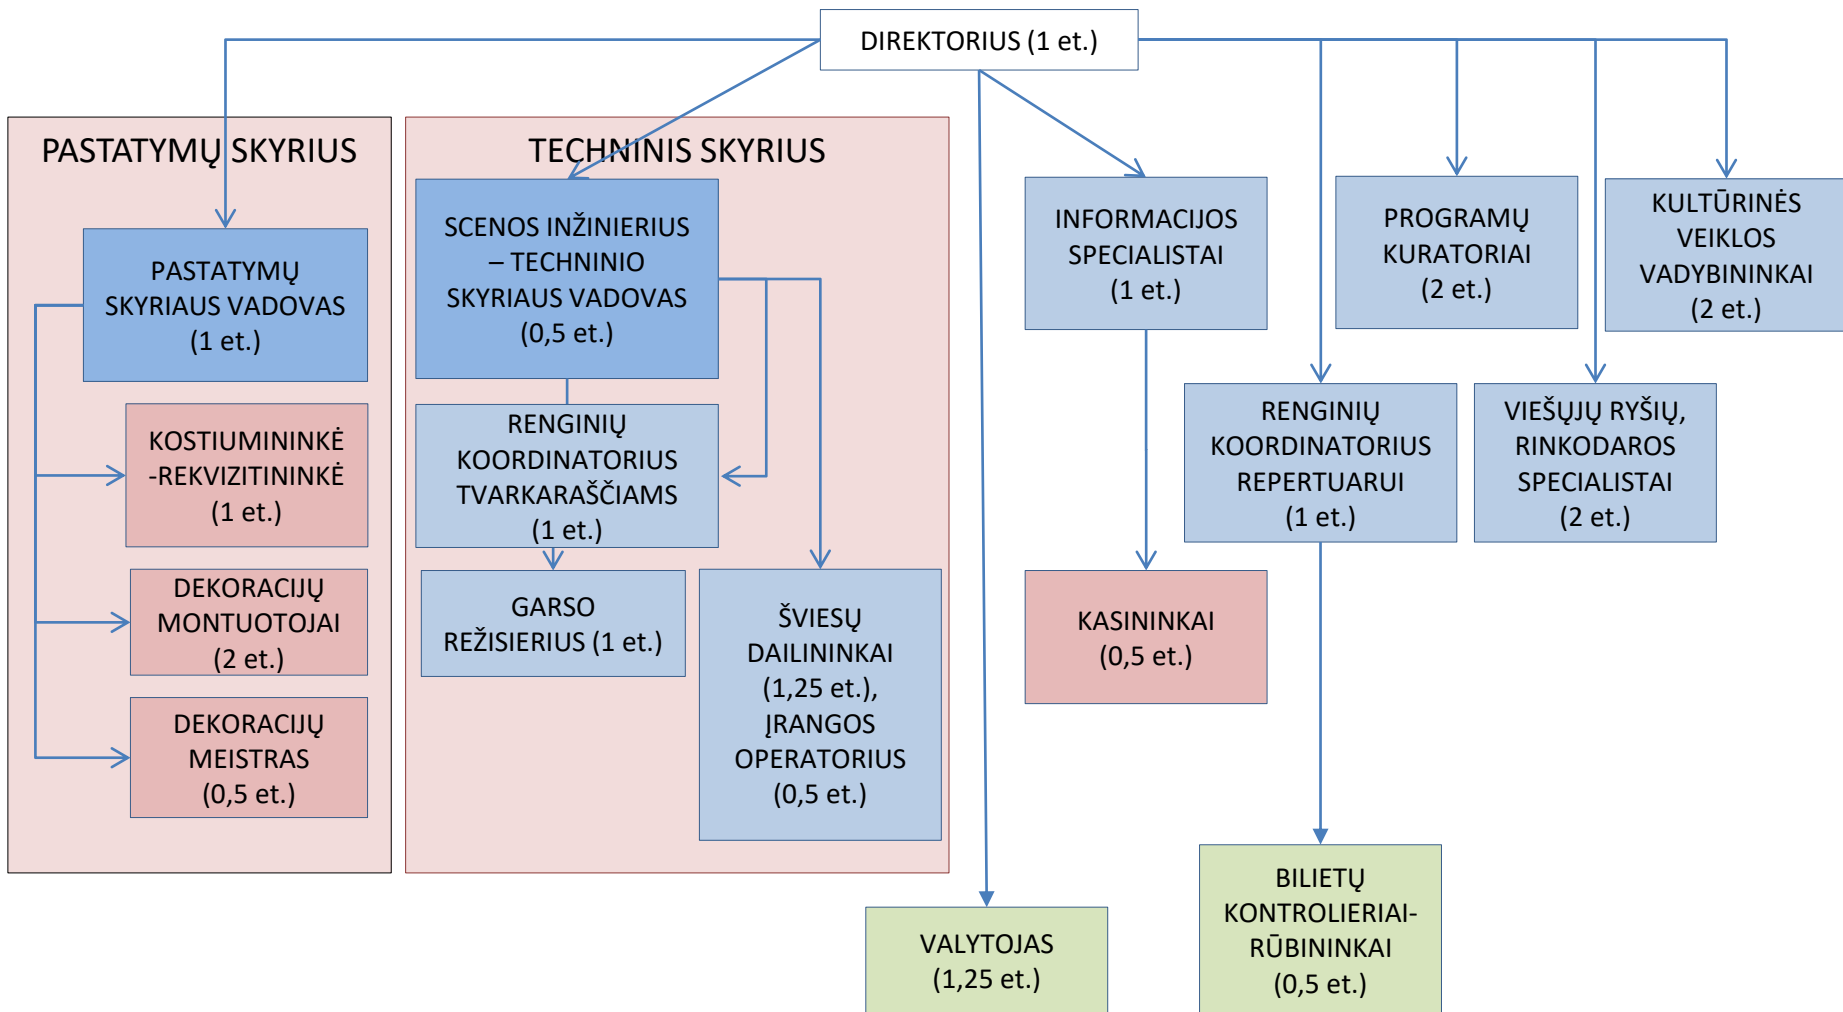 DIREKTORIUS (1 et.)
PASTATYMŲ SKYRIUS
PASTATYMŲ
SKYRIAUS VADOVAS
(1 et.)
KOSTIUMININKĖ
-REKVIZITININKĖ
(1 et.)
DEKORACIJŲ
MONTUOTOJAI
(2 et.)
DEKORACIJŲ
MEISTRAS
(0,5 et.)
TECHNINIS SKYRIUS
SCENOS INŽINIERIUS
– TECHNINIO
SKYRIAUS VADOVAS
(0,5 et.)
RENGINIŲ
KOORDINATORIUS
TVARKARAŠČIAMS
(1 et.)
GARSO
REŽISIERIUS (1 et.)
ŠVIESŲ
DAILININKAI
(1,25 et.),
ĮRANGOS
OPERATORIUS
(0,5 et.)
INFORMACIJOS
SPECIALISTAI
(1 et.)
PROGRAMŲ
KURATORIAI
(2 et.)
KULTŪRINĖS
VEIKLOS
VADYBININKAI
(2 et.)
RENGINIŲ
KOORDINATORIUS
REPERTUARUI
(1 et.)
VIEŠŲJŲ RYŠIŲ,
RINKODAROS
SPECIALISTAI
(2 et.)
KASININKAI
(0,5 et.)
VALYTOJAS
(1,25 et.)
BILIETŲ
KONTROLIERIAI-
RŪBININKAI
(0,5 et.)